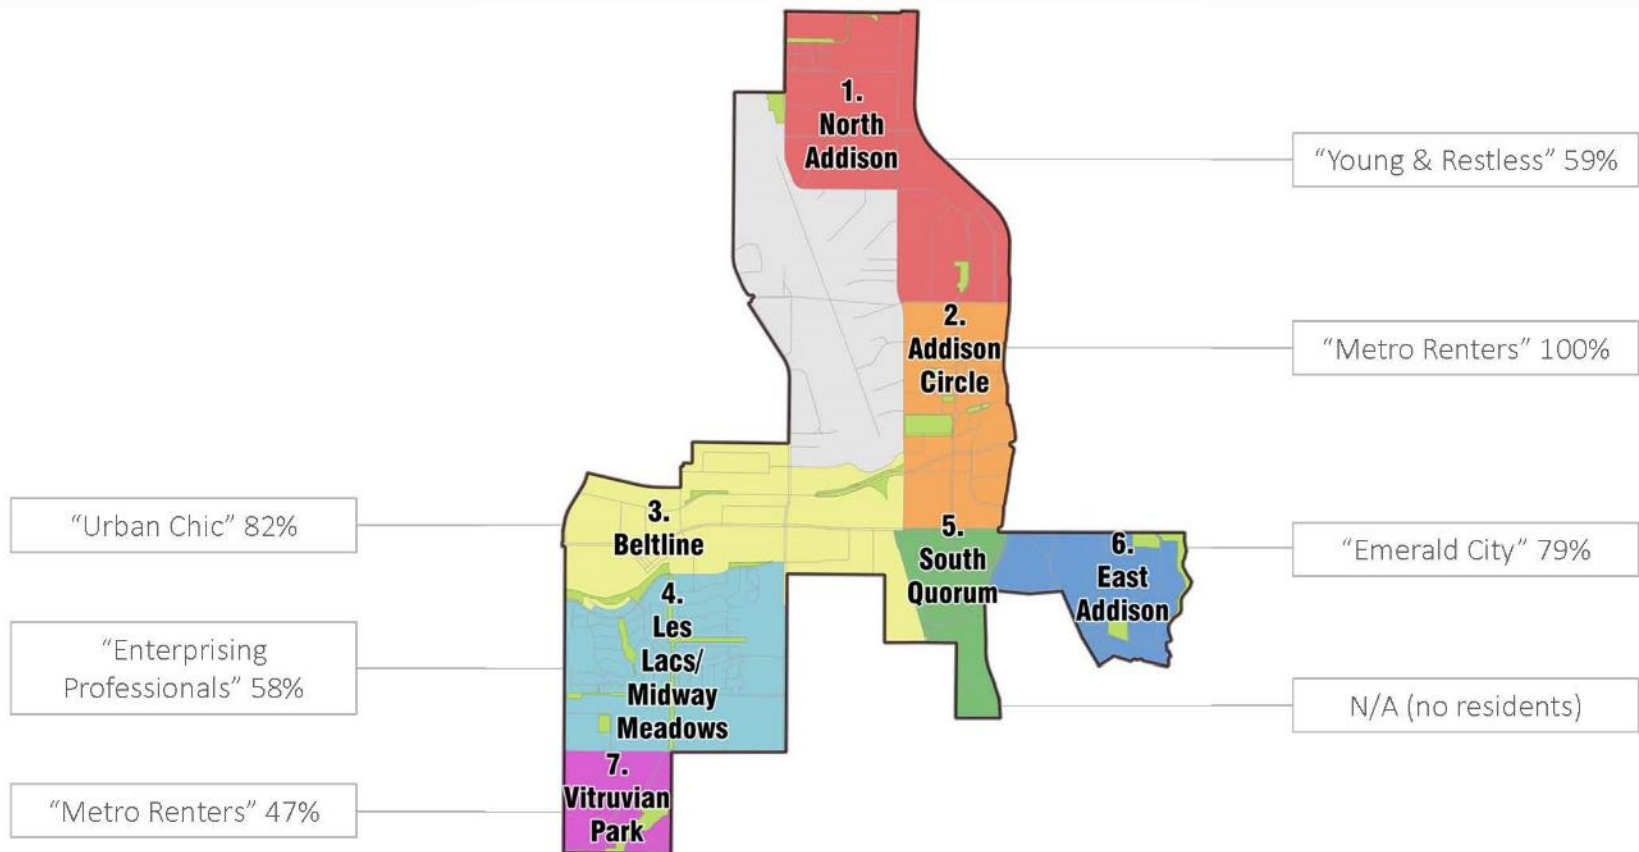 1.
North
Addison
“Young & Restless” 59%
2.
Addison
Circle
“Metro Renters” 100%
“Urban Chic” 82%
3.
Beltline
5.
South
Quorum
6.
East
Addison
“Emerald City” 79%
“Enterprising
Professionals” 58%
4.
Les
Lacs/
Midway
Meadows
N/A (no residents)
“Metro Renters” 47%
7.
Vitruvian
Park